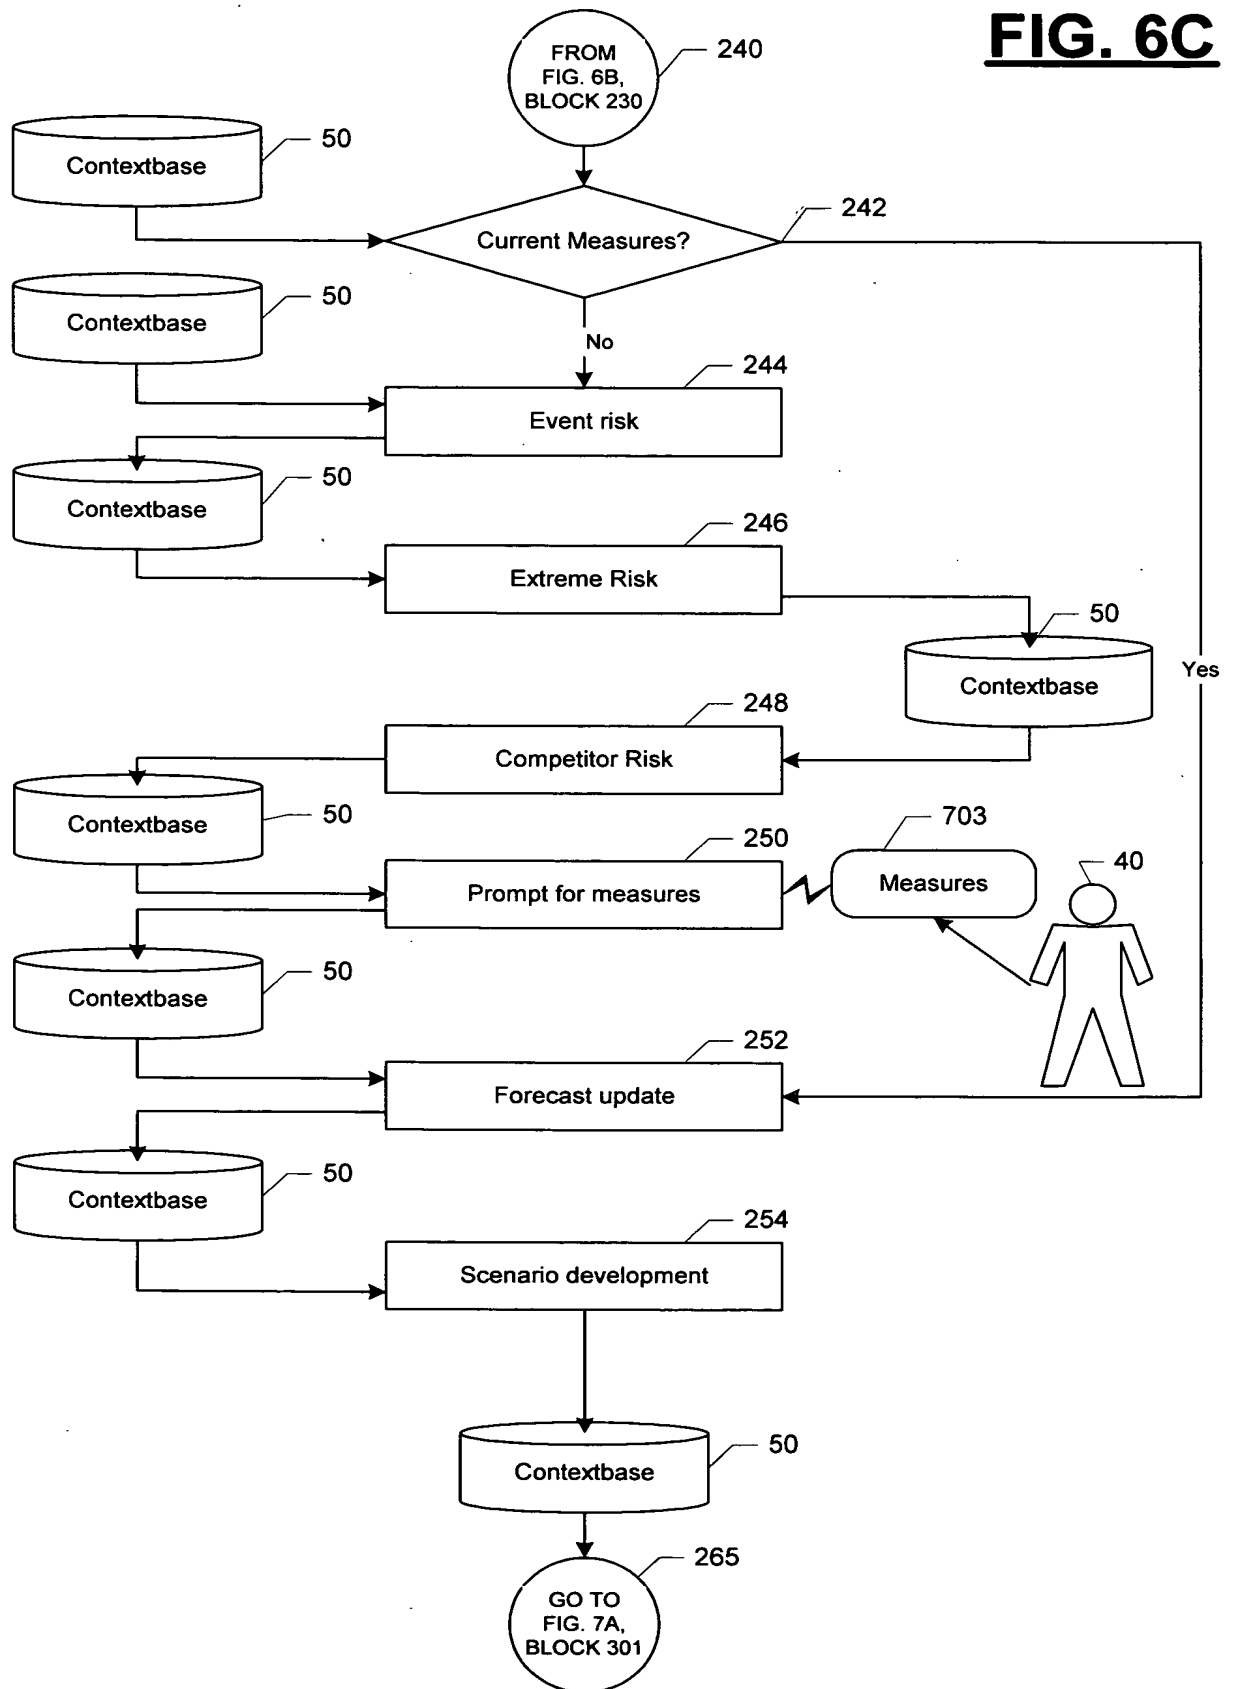 FIG. 6C
FROM
FIG. 6B,
BLOCK 230
240
50
Contextbase
242
Current Measures?
50
Contextbase
No
244
Event risk
50
Contextbase
246
Extreme Risk
50
Contextbase
Yes
248
Competitor Risk
50
Contextbase
250
Prompt for measures
703
Measures
40
50
Contextbase
252
Forecast update
50
Contextbase
254
Scenario development
50
Contextbase
265
GO TO
FIG. 7A,
BLOCK 301